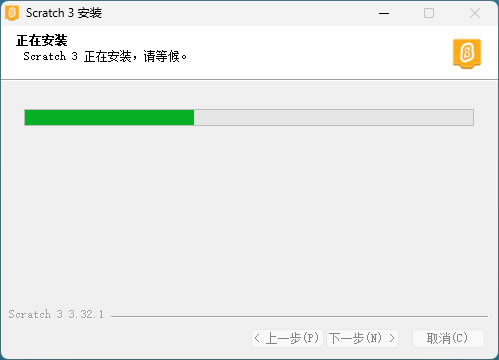 Scratch 3 安装
正在安装
Scratch 3 正在安装，请等候。
Scratch 3 3.32.1
< 上一步(P)
下一步(N) >
取消(C)